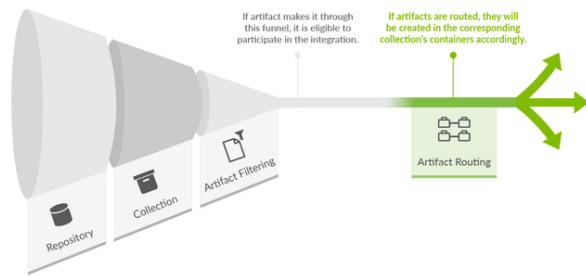 If artifact makes it through
this funnel, it is eligible to
participate in the integration.
If artifacts are routed, they will
be created in the corresponding
collection's containers accordingly.
Repository
Collection
Artifact Filtering
Artifact Routing